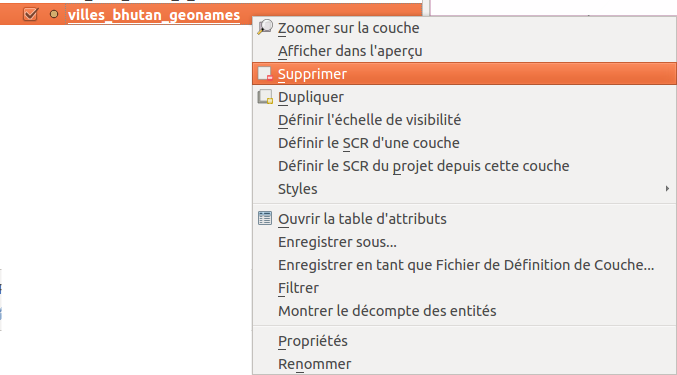 villes_bhutan_geonames
Zoomer sur la couche
Afficher dans l'aperçu
Supprimer
Dupliquer
Définir l'échelle de visibilité
Définir le SCR d'une couche
Définir le SCR du projet depuis cette couche
Styles
Ouvrir la table d'attributs
Enregistrer sous...
Enregistrer en tant que Fichier de Définition de Couche...
Filtrer
Montrer le décompte des entités
Propriétés
Renommer